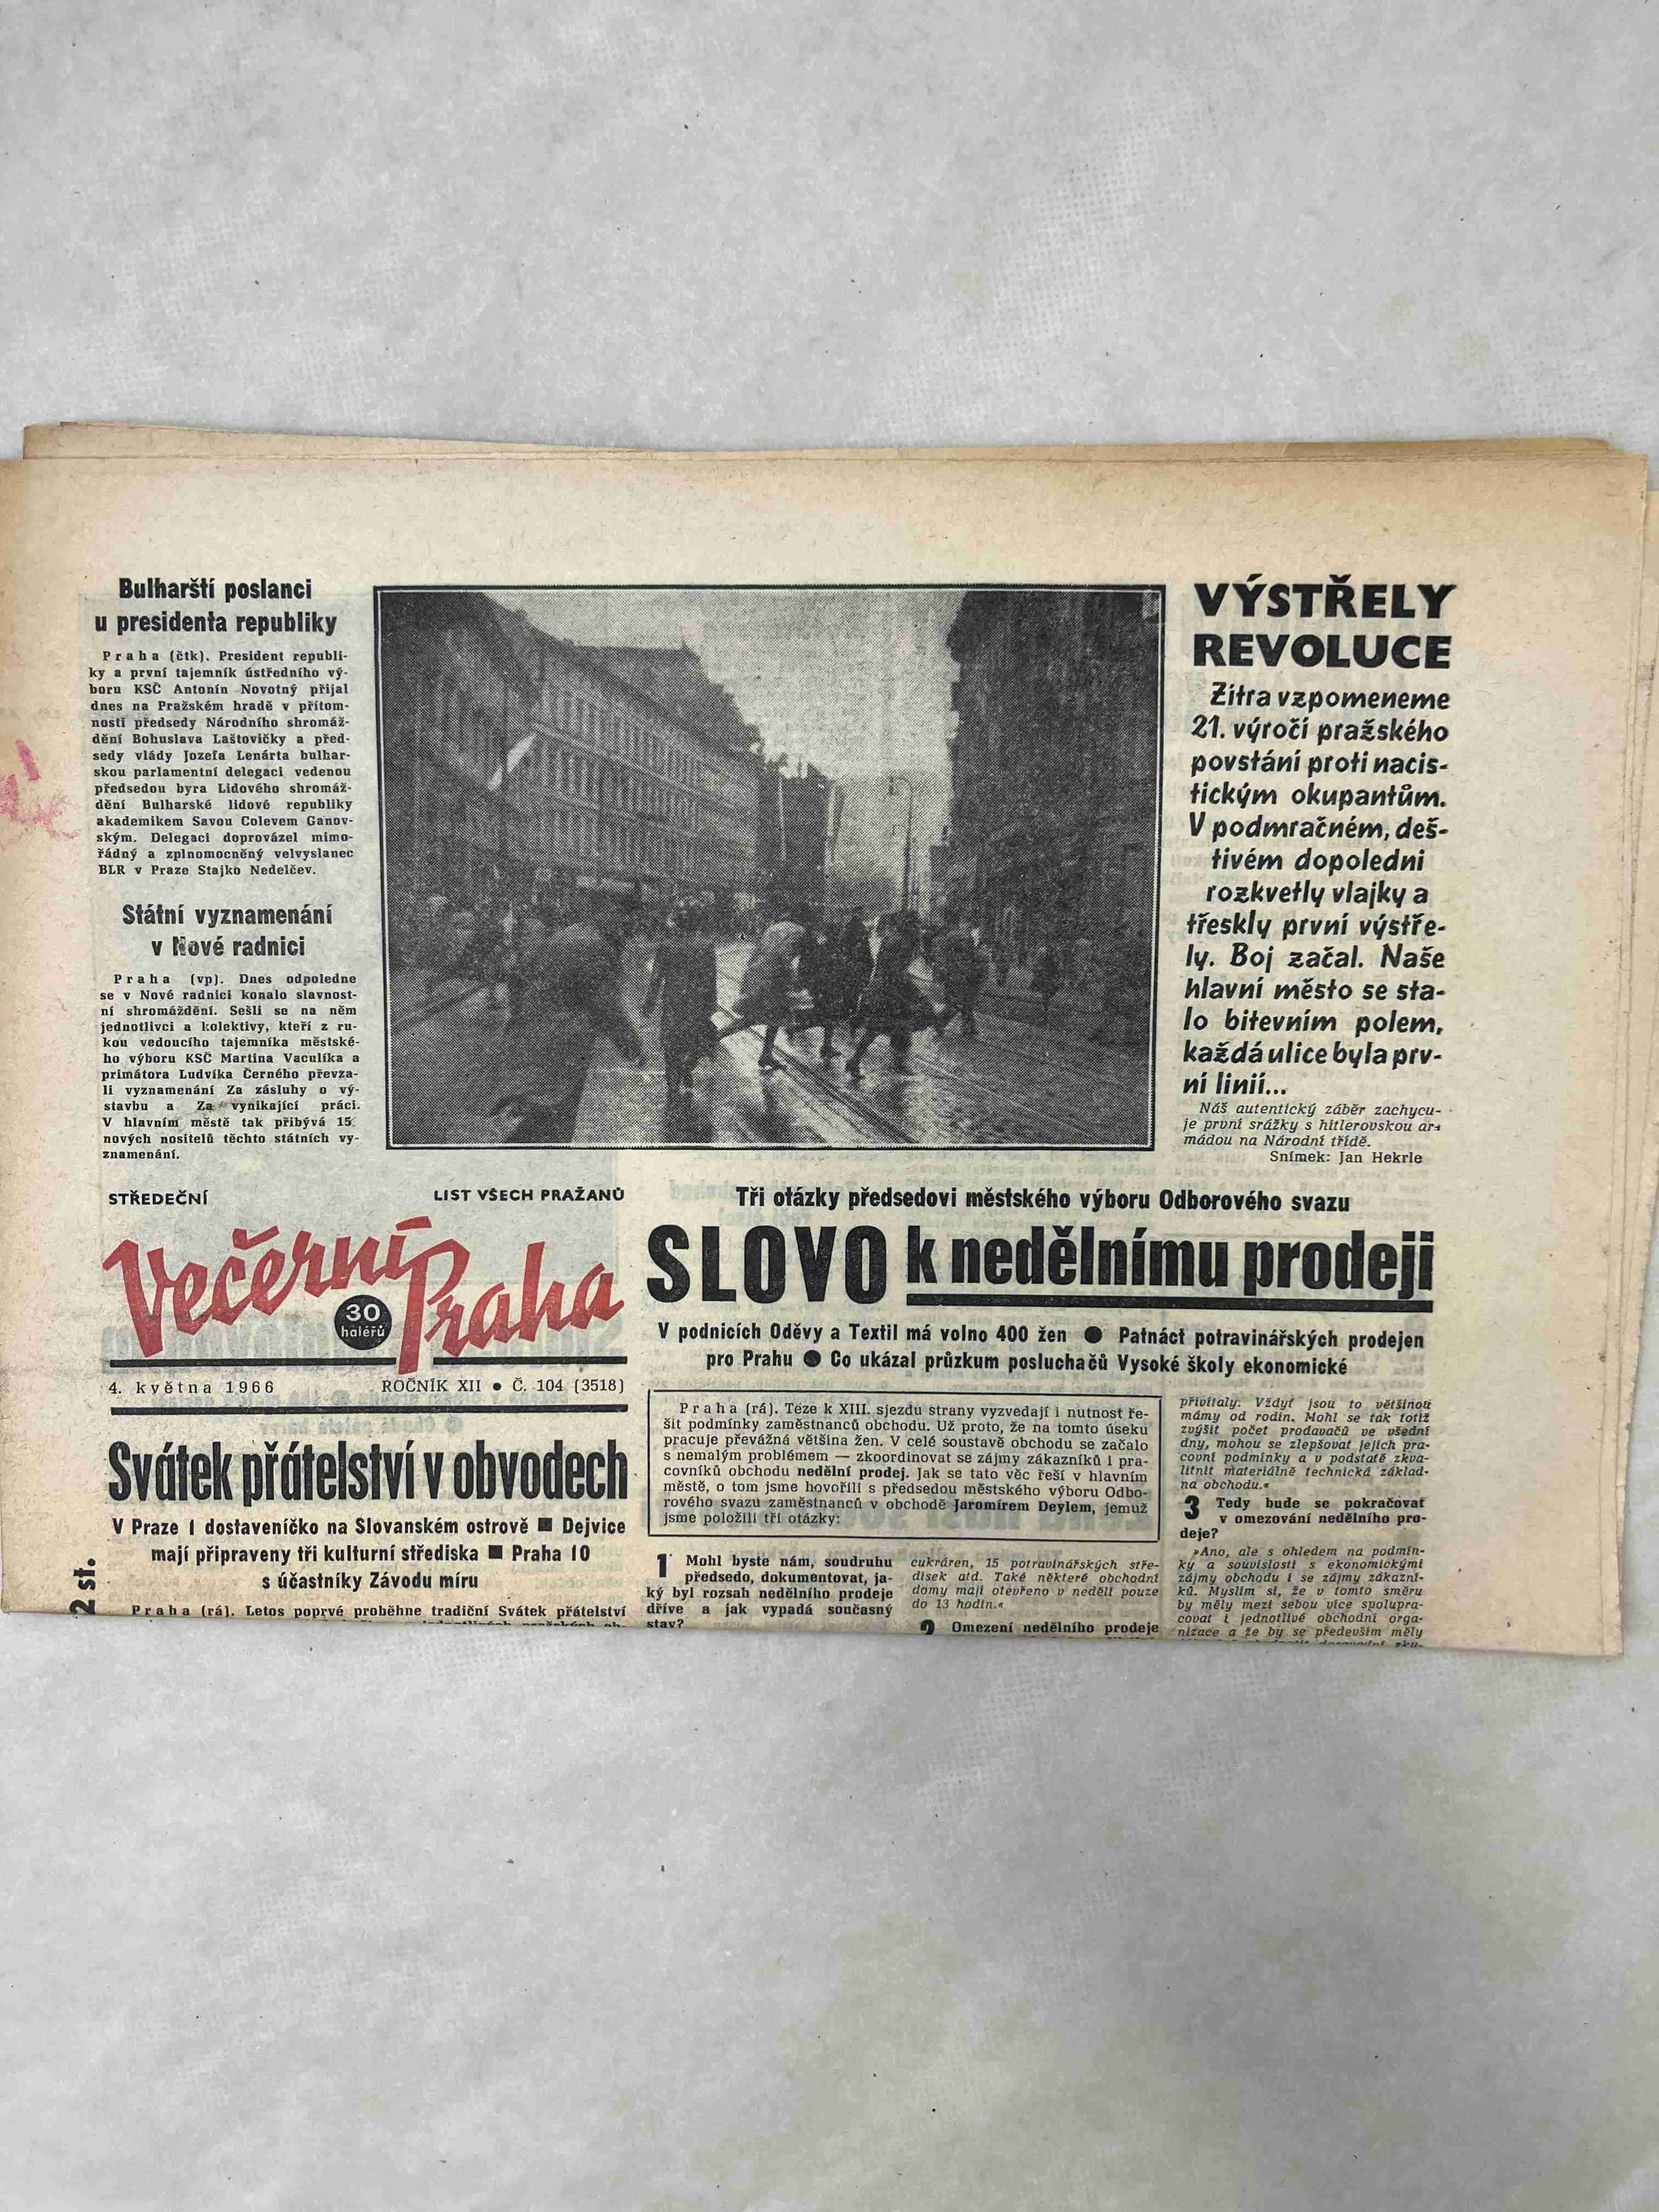 Bulharští poslanci
u presidenta republiky
Praha (čtk). President republi-
ky a první tajemník ústředního vý-
boru KSČ Antonín Novotný přijal
dnes na Pražském hradě v přítom-
nosti předsedy Národního shromáž-
dění Bohuslava Laštovičky a před-
sedy vlády Jozefa Lenárta bulhar-
skou parlamentní delegaci vedenou
předsedou byra Lidového shromáž-
dění Bulharské lidové republiky
akademikem Savou Colevem Ganov-
ským. Delegaci doprovázel mimo-
řádný a zplnomocněný velvyslanec
BLR v Praze Stajko Nedelčev.
Státní vyznamenání
v Nové radnici
Praha (vp). Dnes odpoledne
se v Nové radnici konalo slavnost-
ní shromáždění. Sešli se na něm
jednotlivci a kolektivy, kteří z ru-
kou vedoucího tajemníka městské-
ho výboru KSČ Martina Vaculíka a
primátora Ludvíka Černého převza-
li vyznamenání Za zásluhy o vý-
stavbu a Za vynikající práci.
V hlavním městě tak přibývá 15
nových nositelů těchto státních vy-
znamenání.
VÝSTŘELY
REVOLUCE
Zítra vzpomeneme
21. výročí pražského
povstání proti nacis-
tickým okupantům.
V podmračném, deš-
tivém dopoledni
rozkvetly vlajky a
třeskly první výstře-
ly. Boj začal. Naše
hlavní město se sta-
lo bitevním polem,
každá ulice byla prv-
ní linií...
Náš autentický záběr zachycu-
je první srážky s hitlerovskou ar-
mádou na Národní třídě.
Snímek: Jan Hekrle
STŘEDEČNÍ
LIST VŠECH PRAŽANŮ
Večerní Praha
30
haléřů
4. května 1966
ROČNÍK XII ● Č. 104 (3518)
Svátek přátelství v obvodech
V Praze 1 dostaveníčko na Slovanském ostrově ■ Dejvice
mají připraveny tři kulturní střediska ■ Praha 10
s účastníky Závodu míru
Praha (rá). Letos poprvé proběhne tradiční Svátek přátelství
2 st.
Tři otázky předsedovi městského výboru Odborového svazu
SLOVO k nedělnímu prodeji
V podnicích Oděvy a Textil má volno 400 žen ● Patnáct potravinářských prodejen
pro Prahu ● Co ukázal průzkum posluchačů Vysoké školy ekonomické
Praha (rá). Téze k XIII. sjezdu strany vyzvedají i nutnost ře-
šit podmínky zaměstnanců obchodu. Už proto, že na tomto úseku
pracuje převážná většina žen. V celé soustavě obchodu se začalo
s nemalým problémem — zkoordinovat se zájmy zákazníků i pra-
covníků obchodu nedělní prodej. Jak se tato věc řeší v hlavním
městě, o tom jsme hovořili s předsedou městského výboru Odbo-
rového svazu zaměstnanců v obchodě Jaromírem Deylem, jemuž
jsme položili tři otázky:
1 Mohl byste nám, soudruhu
předsedo, dokumentovat, ja-
ký byl rozsah nedělního prodeje
dříve a jak vypadá současný
stav?
cukráren, 15 potravinářských stře-
disek atd. Také některé obchodní
domy mají otevřeno v neděli pouze
do 13 hodin.«
2 Omezení nedělního prodeje
přivítaly. Vždyť jsou to většinou
mámy od rodin. Mohl se tak totiž
zvýšit počet prodavačů ve všední
dny, mohou se zlepšovat jejich pra-
covní podmínky a v podstatě zkva-
litnit materiálně technická základ-
na obchodu.«
3 Tedy bude se pokračovat
v omezování nedělního pro-
deje?
»Ano, ale s ohledem na podmín-
ky a souvislosti s ekonomickými
zájmy obchodu i se zájmy zákazní-
ků. Myslím si, že v tomto směru
by měly mezi sebou více spolupra-
covat i jednotlivé obchodní orga-
nizace a že by se především měly